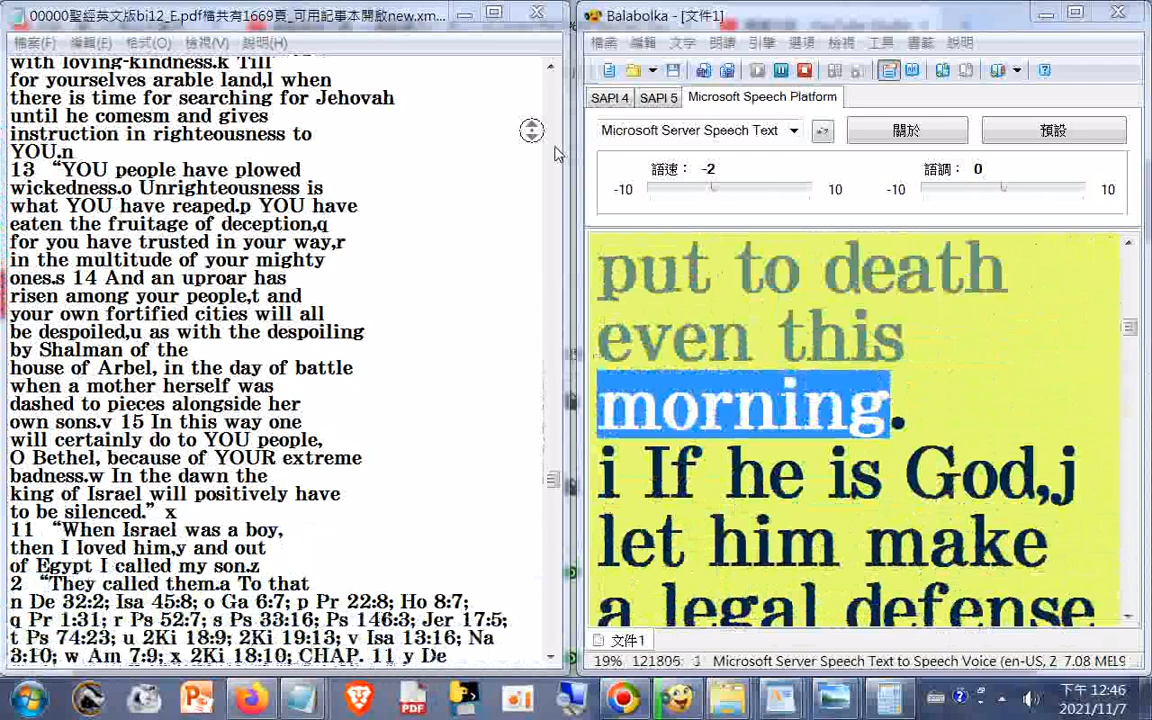 00000聖經英文版bi12_E.pdf檔共有1669頁_可用記事本開啟new.xm...
檔案(F) 編輯(E) 格式(O) 檢視(V) 說明(H)
with loving-kindness.k Till
for yourselves arable land,l when
there is time for searching for Jehovah
until he comesm and gives
instruction in righteousness to
YOU.n
13 “YOU people have plowed
wickedness.o Unrighteousness is
what YOU have reaped.p YOU have
eaten the fruitage of deception,q
for you have trusted in your way,r
in the multitude of your mighty
ones.s 14 And an uproar has
risen among your people,t and
your own fortified cities will all
be despoiled,u as with the despoiling
by Shalman of the
house of Arbel, in the day of battle
when a mother herself was
dashed to pieces alongside her
own sons.v 15 In this way one
will certainly do to YOU people,
O Bethel, because of YOUR extreme
badness.w In the dawn the
king of Israel will positively have
to be silenced.” x
11 “When Israel was a boy,
then I loved him,y and out
of Egypt I called my son.z
2 “They called them.a To that
n De 32:2; Isa 45:8; o Ga 6:7; p Pr 22:8; Ho 8:7;
q Pr 1:31; r Ps 52:7; s Ps 33:16; Ps 146:3; Jer 17:5;
t Ps 74:23; u 2Ki 18:9; 2Ki 19:13; v Isa 13:16; Na
3:10; w Am 7:9; x 2Ki 18:10; CHAP. 11 y De
Balabolka - [文件1]
檔案 編輯 文字 朗讀 引擎 選項 檢視 工具 書籤 說明
SAPI 4 SAPI 5 Microsoft Speech Platform
Microsoft Server Speech Text 關於 預設
語速： -2 語調： 0
-10 10 -10 10
put to death
even this
morning.
i If he is God,j
let him make
a legal defense
文件1
19% 121805: 1 Microsoft Server Speech Text to Speech Voice (en-US, Z 7.08 MB
下午 12:46
2021/11/7